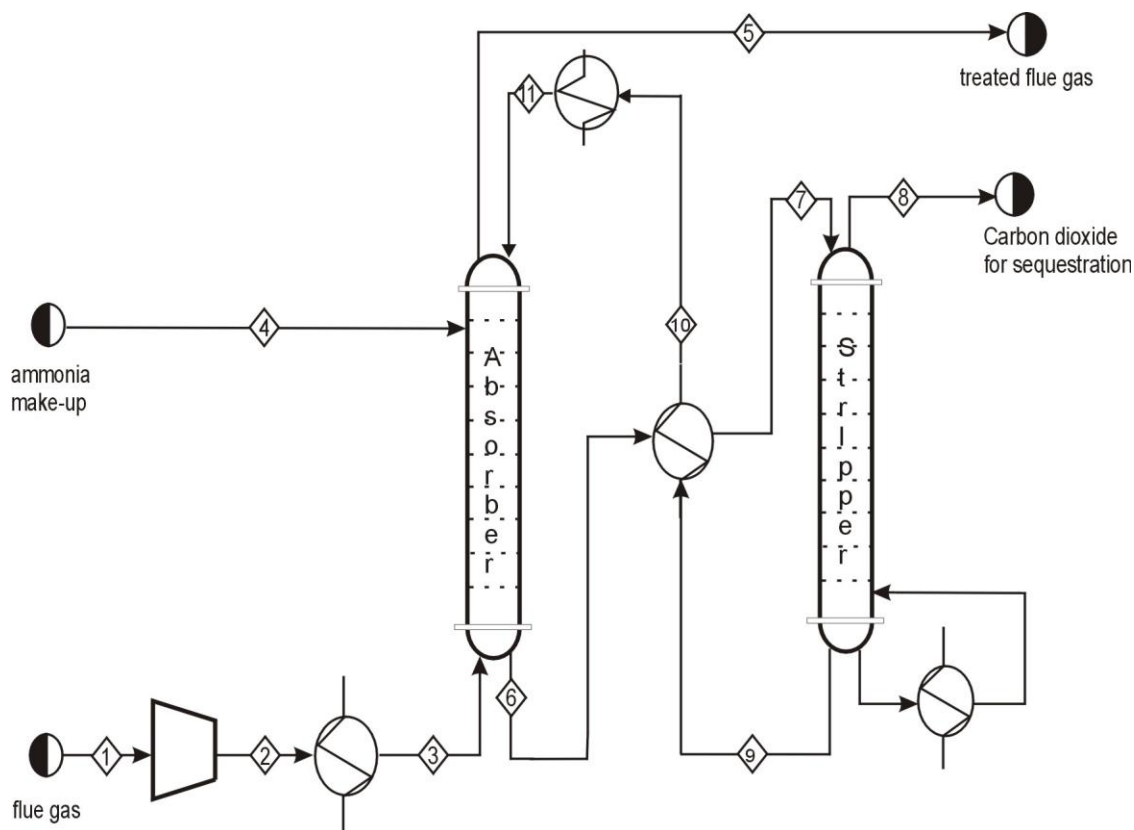 5
treated flue gas
11
7
8
Carbon dioxide
for sequestration
4
ammonia
make-up
10
Absorber
StrIpper
6
1
2
3
9
flue gas